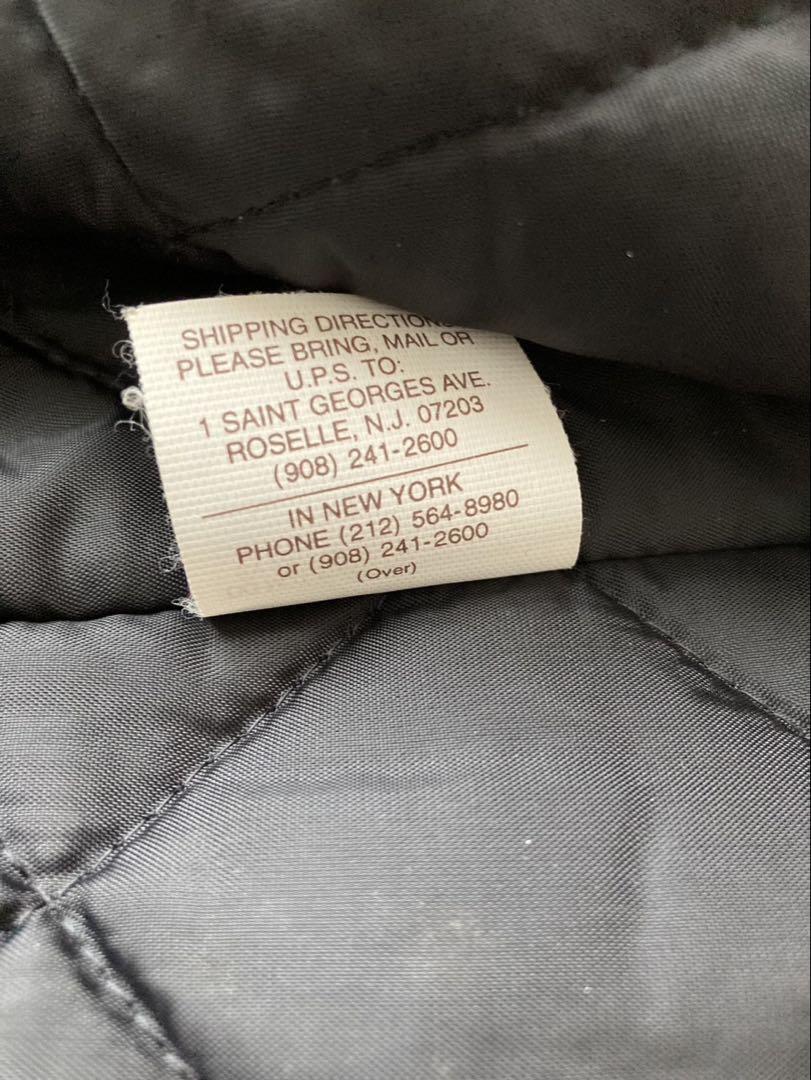 SHIPPING DIRECTIONS
PLEASE BRING, MAIL OR
U.P.S. TO:
1 SAINT GEORGES AVE.
ROSELLE, N.J. 07203
(908) 241-2600
IN NEW YORK
PHONE (212) 564-8980
or (908) 241-2600
(Over)